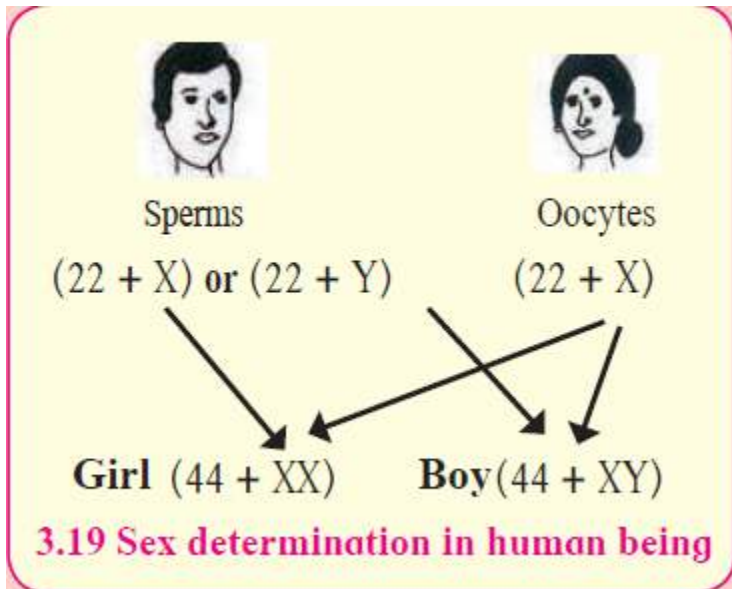 Sperms Oocytes
(22 + X) or (22 + Y) (22 + X)
Girl (44 + XX) Boy(44 + XY)
3.19 Sex determination in human being